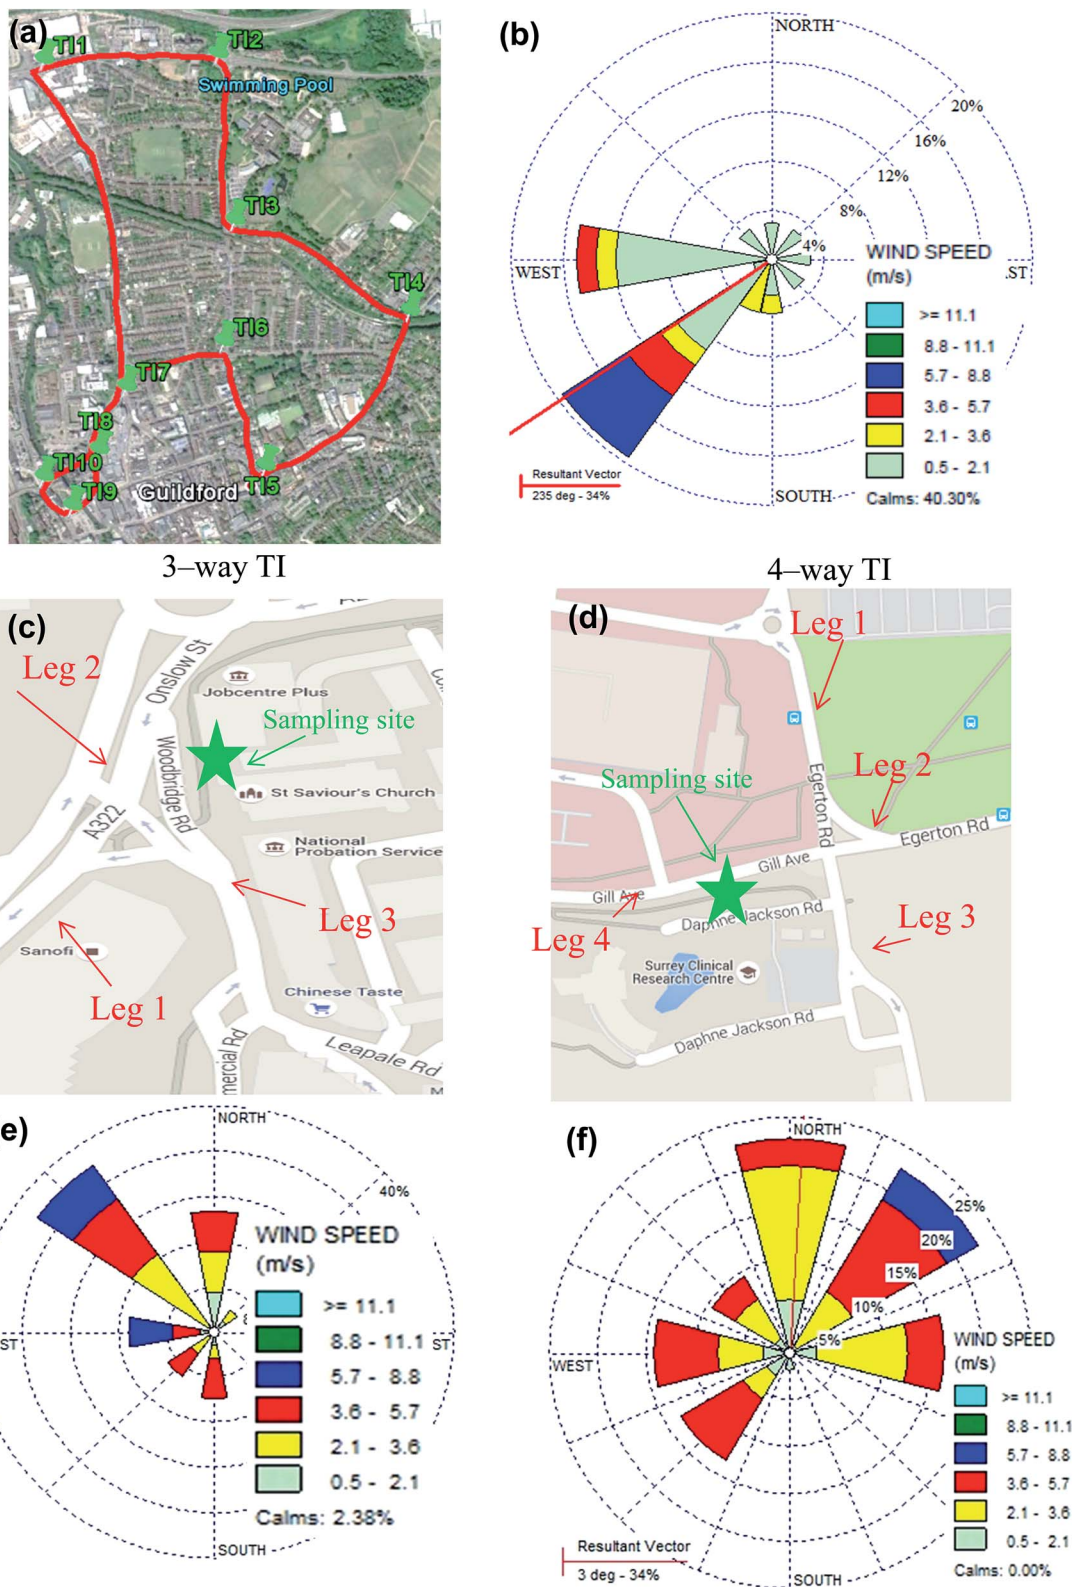 (a)
TI1
TI2
Swimming Pool
TI3
TI4
TI6
TI7
TI8
TI10
TI9
Guildford
TI5
(b)
NORTH
20%
16%
12%
8%
4%
WEST
ST
SOUTH
WIND SPEED
(m/s)
>= 11.1
8.8 - 11.1
5.7 - 8.8
3.6 - 5.7
2.1 - 3.6
0.5 - 2.1
Calms: 40.30%
Resultant Vector
235 deg - 34%
3–way TI
4–way TI
(c)
Leg 2
Onslow St
Jobcentre Plus
Sampling site
Woodbridge Rd
St Saviour's Church
A322
National
Probation Service
Leg 3
Sanofi
Leg 1
Chinese Taste
mercial Rd
Leapale Rd
(d)
Leg 1
Leg 2
Sampling site
Egerton Rd
Egerton Rd
Gill Ave
Gill Ave
Daphne Jackson Rd
Leg 3
Leg 4
Surrey Clinical
Research Centre
Daphne Jackson Rd
e)
NORTH
40%
WIND SPEED
(m/s)
>= 11.1
8.8 - 11.1
5.7 - 8.8
3.6 - 5.7
2.1 - 3.6
0.5 - 2.1
Calms: 2.38%
ST
ST
SOUTH
(f)
NORTH
25%
20%
15%
10%
5%
WEST
WIND SPEED
(m/s)
>= 11.1
8.8 - 11.1
5.7 - 8.8
3.6 - 5.7
2.1 - 3.6
0.5 - 2.1
Calms: 0.00%
Resultant Vector
3 deg - 34%
SOUTH